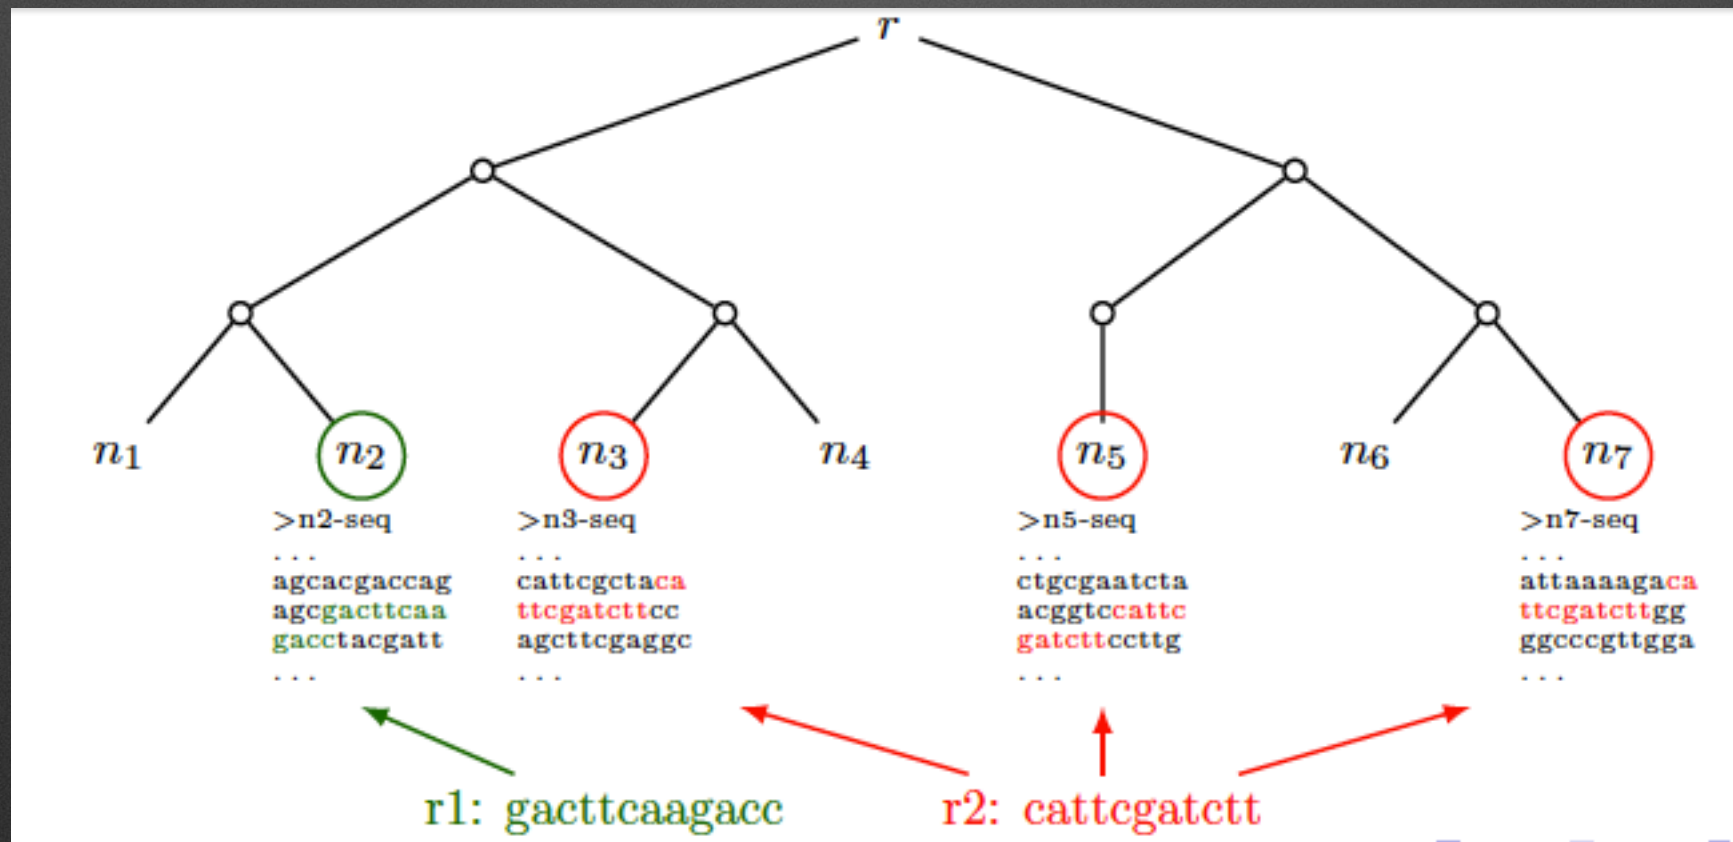 r
n1 n2 n3 n4 n5 n6 n7
>n2-seq >n3-seq >n5-seq >n7-seq
... ... ... ...
agcacgaccag cattcgctaca ctgcgaatcta attaaaagaca
agcgacttcaa ttcgatcttcc acggtccattc ttcgatcttgg
gacctacgatt agcttcgaggc gatcttccttg ggcccgttgga
... ... ... ...
r1: gacttcaagacc r2: cattcgatctt